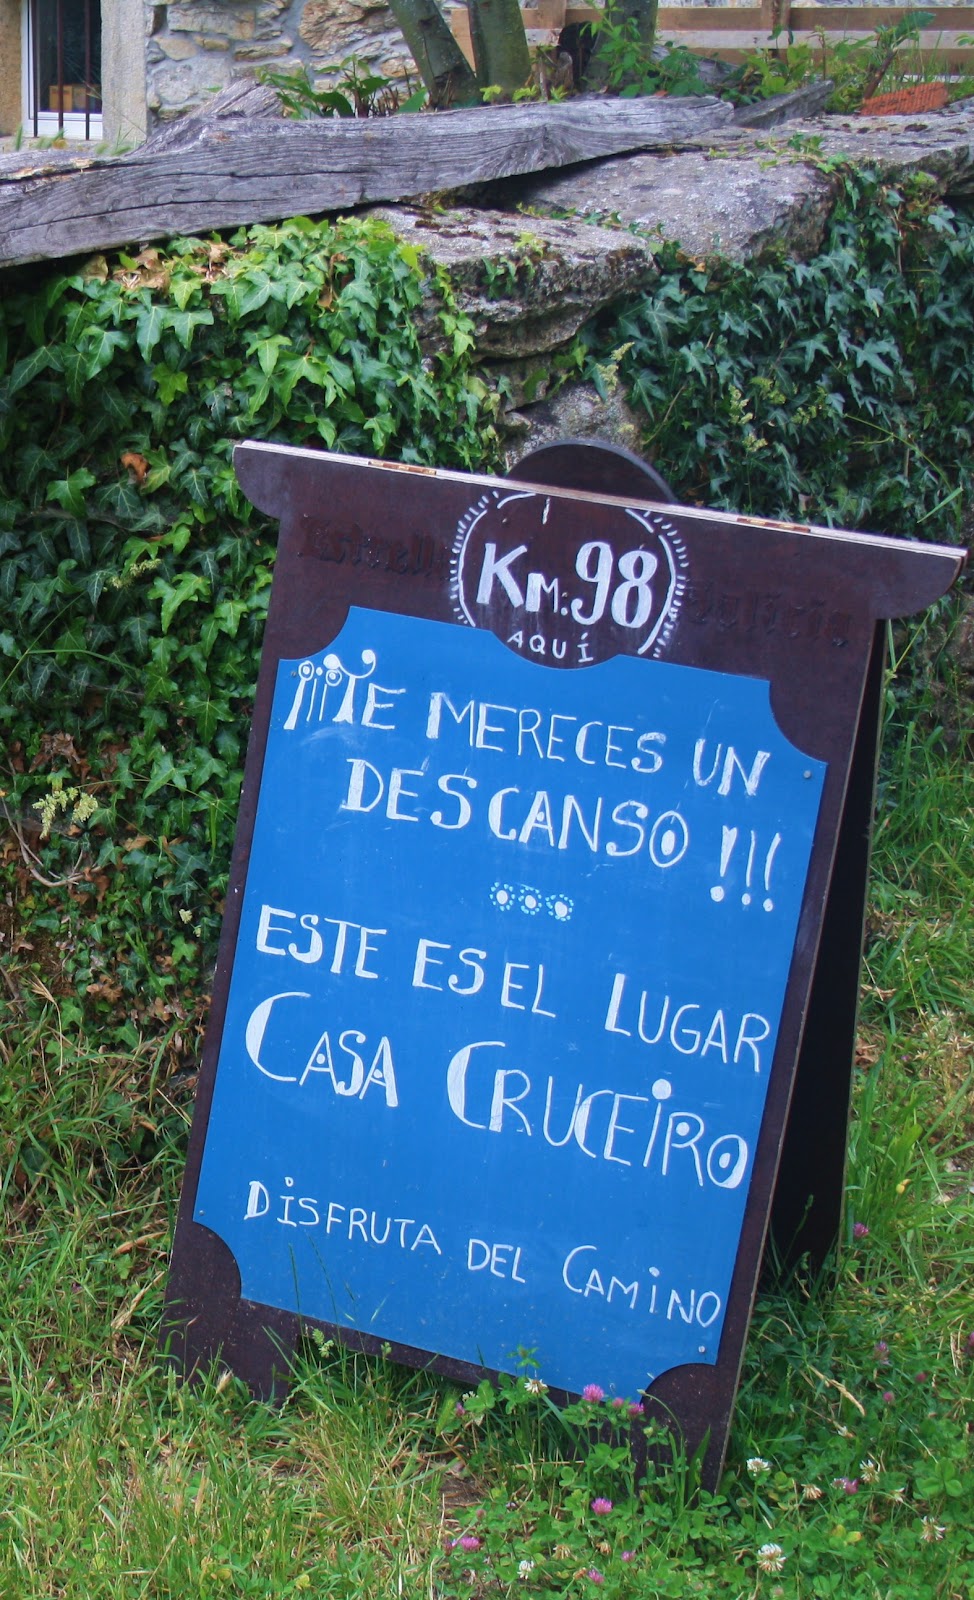 Km: 98
AQUÍ
¡¡¡TE MERECES UN
DESCANSO !!!
ESTE ES EL LUGAR
CASA CRUCEIRO
DISFRUTA DEL CAMINO